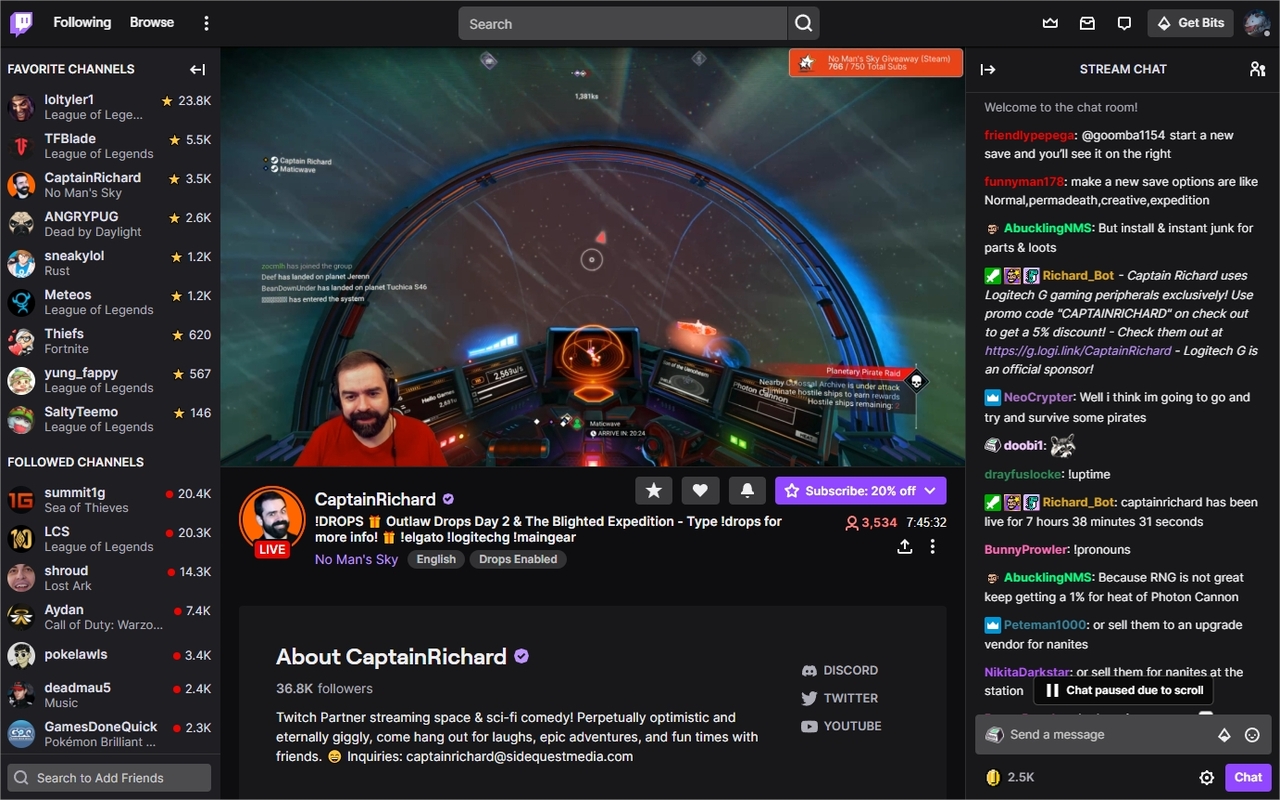 Following
Browse
Search
Get Bits
FAVORITE CHANNELS
loltyler1
23.8K
League of Lege...
TFBlade
5.5K
League of Legends
CaptainRichard
3.5K
No Man's Sky
ANGRYPUG
2.6K
Dead by Daylight
sneakylol
1.2K
Rust
Meteos
1.2K
League of Legends
Thiefs
620
Fortnite
yung_fappy
567
SaltyTeemo
146
League of Legends
FOLLOWED CHANNELS
summit1g
20.4K
Sea of Thieves
LCS
20.3K
League of Legends
shroud
14.3K
Lost Ark
Aydan
7.4K
Call of Duty: Warzo...
pokelawls
3.4K
deadmau5
2.4K
Music
GamesDoneQuick
2.3K
Pokémon Brilliant ...
Search to Add Friends
No Man's Sky Giveaway (Steam)
766 / 750 Total Subs
1,381ks
Captain Richard
Maticwave
zocmlh has joined the group
Deef has landed on planet Jerenn
BeanDownUnder has landed on planet Tuchica S46
has entered the system
2,563u/s
Planetary Pirate Raid
Nearby Colossal Archive is under attack
Eliminate hostile ships to earn rewards
Hostile ships remaining: 2
Photon Cannon
Maticwave
ARRIVE IN: 20:24
LIVE
CaptainRichard
Subscribe: 20% off
!DROPS 🎁 Outlaw Drops Day 2 & The Blighted Expedition - Type !drops for
more info! 🎁 !elgato !logitechg !maingear
3,534
7:45:32
No Man's Sky
English
Drops Enabled
About CaptainRichard
36.8K followers
Twitch Partner streaming space & sci-fi comedy! Perpetually optimistic and
eternally giggly, come hang out for laughs, epic adventures, and fun times with
friends. 😄 Inquiries: captainrichard@sidequestmedia.com
DISCORD
TWITTER
YOUTUBE
STREAM CHAT
Welcome to the chat room!
friendlypepega: @goomba1154 start a new
save and you'll see it on the right
funnyman178: make a new save options are like
Normal,permadeath,creative,expedition
AbucklingNMS: But install & instant junk for
parts & loots
Richard_Bot - Captain Richard uses
Logitech G gaming peripherals exclusively! Use
promo code "CAPTAINRICHARD" on check out
to get a 5% discount! - Check them out at
https://g.logi.link/CaptainRichard - Logitech G is
an official sponsor!
NeoCrypter: Well i think im going to go and
try and survive some pirates
doobi1:
drayfuslocke: !uptime
Richard_Bot: captainrichard has been
live for 7 hours 38 minutes 31 seconds
BunnyProwler: !pronouns
AbucklingNMS: Because RNG is not great
keep getting a 1% for heat of Photon Cannon
Peteman1000: or sell them to an upgrade
vendor for nanites
NikitaDarkstar: or sell them for nanites at the
station
Chat paused due to scroll
Send a message
2.5K
Chat